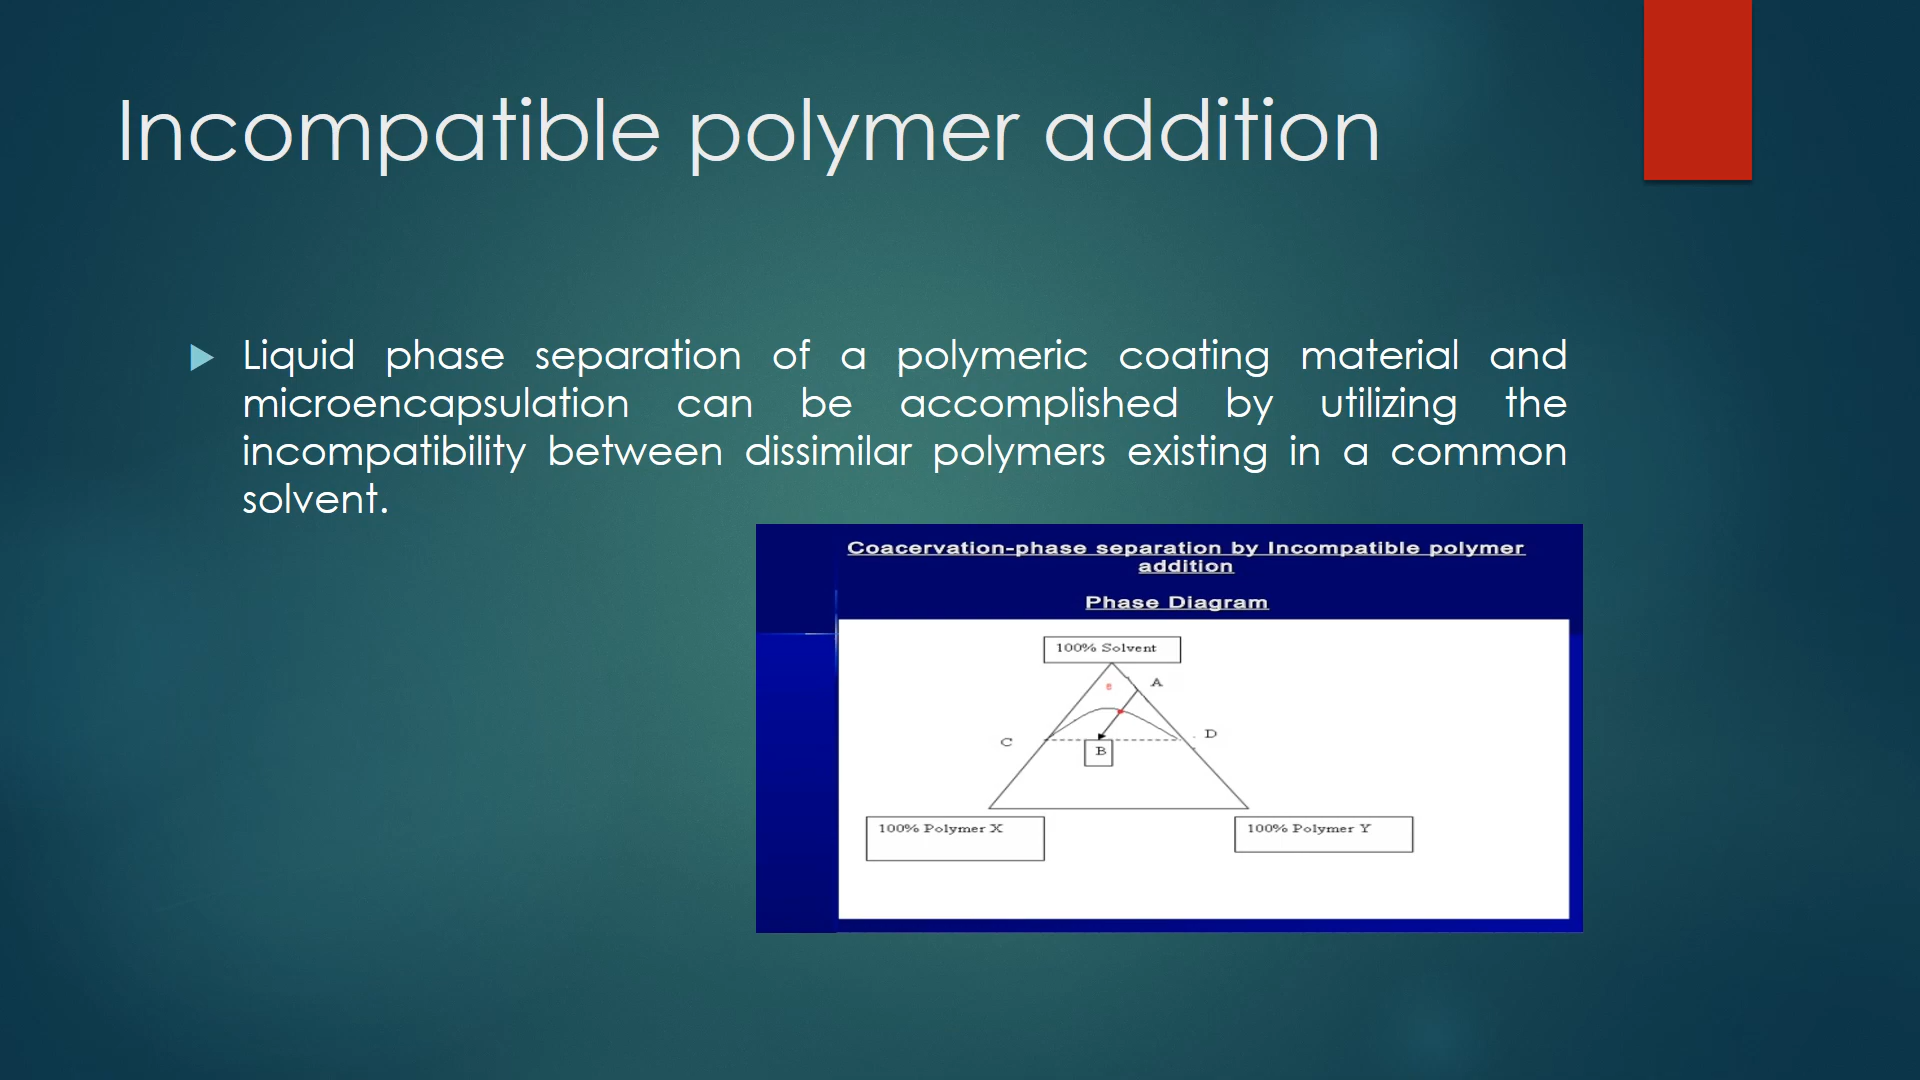 Incompatible polymer addition
Liquid phase separation of a polymeric coating material and
microencapsulation can be accomplished by utilizing the
incompatibility between dissimilar polymers existing in a common
solvent.
Coacervation-phase separation by Incompatible polymer
addition
Phase Diagram
100% Solvent
A
C
D
B
100% Polymer X
100% Polymer Y